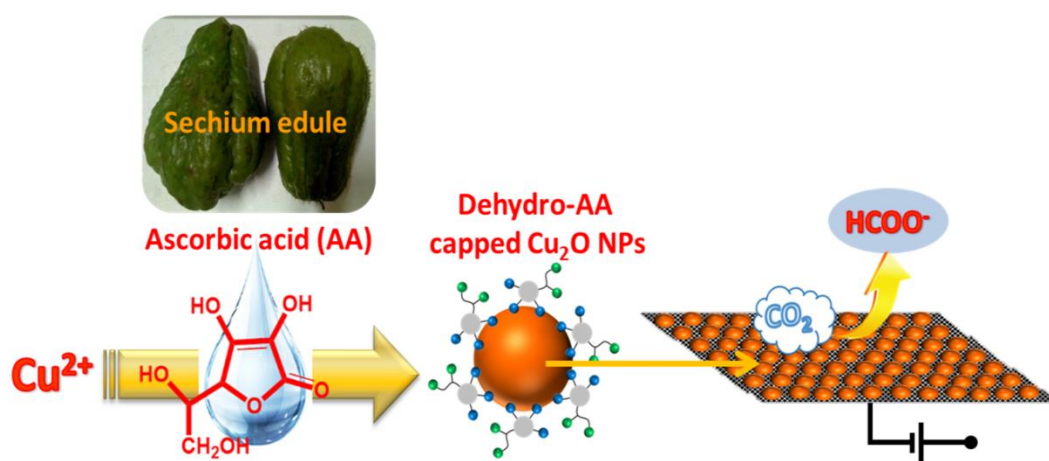 Sechium edule
Ascorbic acid (AA)
Dehydro-AA
capped Cu₂O NPs
HCOO⁻
CO₂
Cu²⁺
HO
OH
HO
O
O
CH₂OH